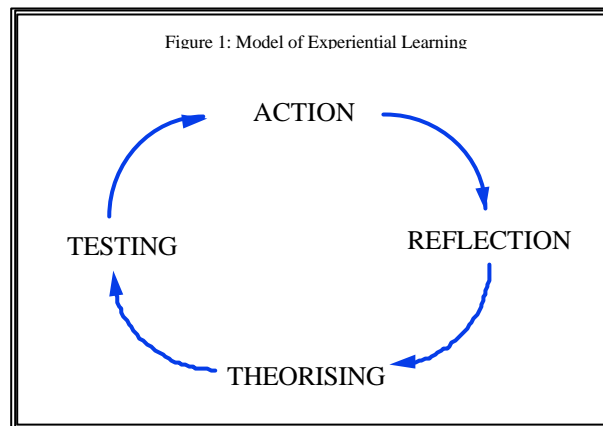 Figure 1: Model of Experiential Learning
ACTION
TESTING
REFLECTION
THEORISING